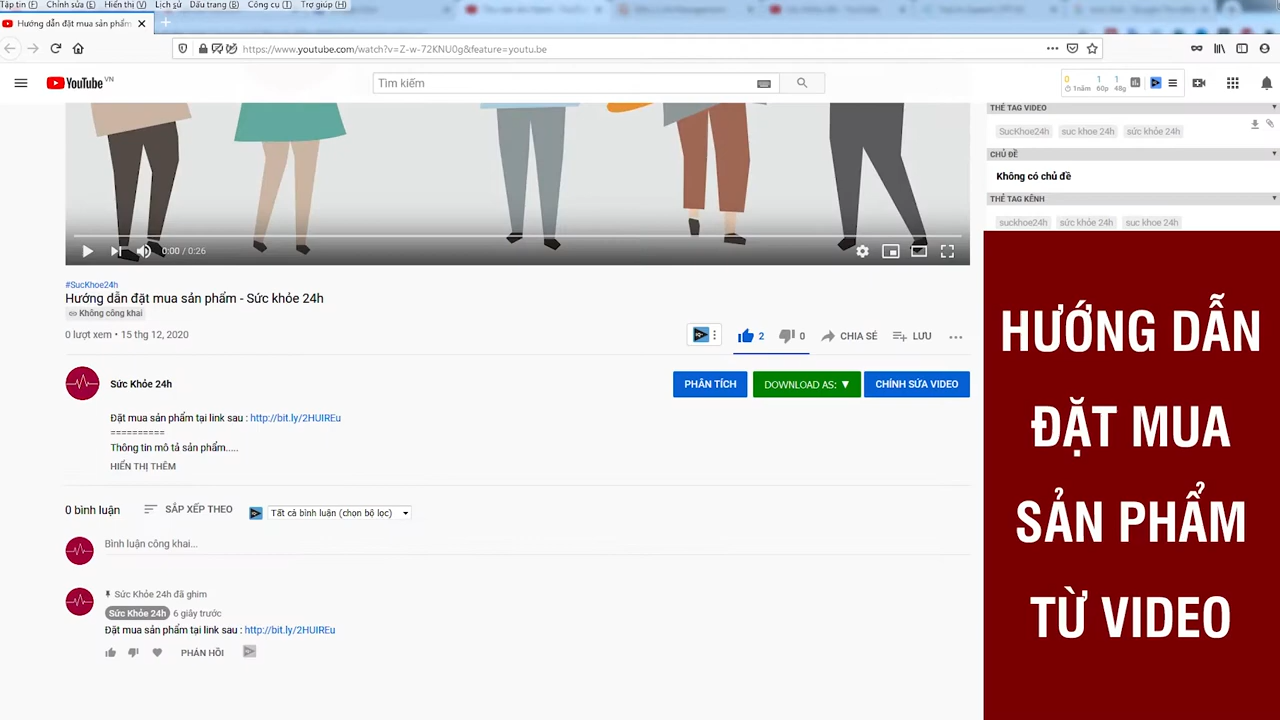 Tập tin (F) Chỉnh sửa (E) Hiển thị (V) Lịch sử Dấu trang (B) Công cụ (T) Trợ giúp (H)
Hướng dẫn đặt mua sản phẩm
https://www.youtube.com/watch?v=Z-w-72KNU0g&feature=youtu.be
YouTube VN
Tìm kiếm
0 1 1
1năm 60p 48g
THẺ TAG VIDEO
SucKhoe24h suc khoe 24h sức khỏe 24h
CHỦ ĐỀ
Không có chủ đề
THẺ TAG KÊNH
suckhoe24h sức khỏe 24h suc khoe 24h
0:00 / 0:26
#SucKhoe24h
Hướng dẫn đặt mua sản phẩm - Sức khỏe 24h
Không công khai
0 lượt xem • 15 thg 12, 2020
2 0 CHIA SẺ LƯU
Sức Khỏe 24h
PHÂN TÍCH DOWNLOAD AS: ▼ CHỈNH SỬA VIDEO
Đặt mua sản phẩm tại link sau : http://bit.ly/2HUIREu
==========
Thông tin mô tả sản phẩm.....
HIỂN THỊ THÊM
0 bình luận SẮP XẾP THEO Tất cả bình luận (chọn bộ lọc)
Bình luận công khai...
Sức Khỏe 24h đã ghim
Sức Khỏe 24h 6 giây trước
Đặt mua sản phẩm tại link sau : http://bit.ly/2HUIREu
PHẢN HỒI
HƯỚNG DẪN
ĐẶT MUA
SẢN PHẨM
TỪ VIDEO